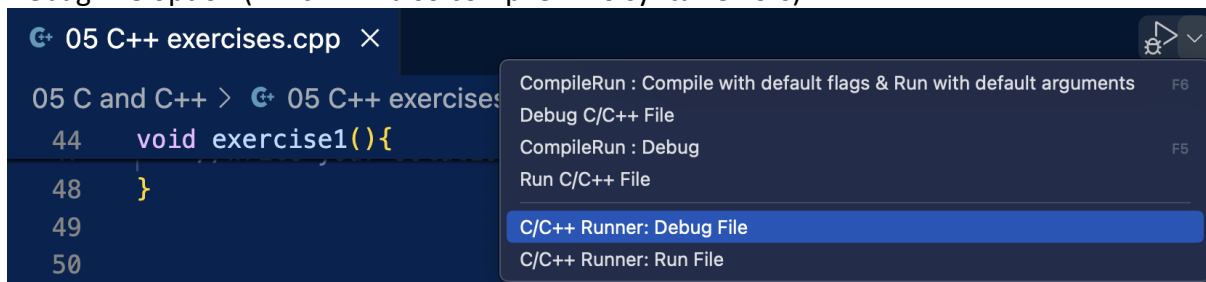 05 C++ exercises.cpp
CompileRun : Compile with default flags & Run with default arguments F6
05 C and C++ > 05 C++ exercises
Debug C/C++ File
44 void exercise1(){
CompileRun : Debug F5
Run C/C++ File
48 }
49
C/C++ Runner: Debug File
50
C/C++ Runner: Run File